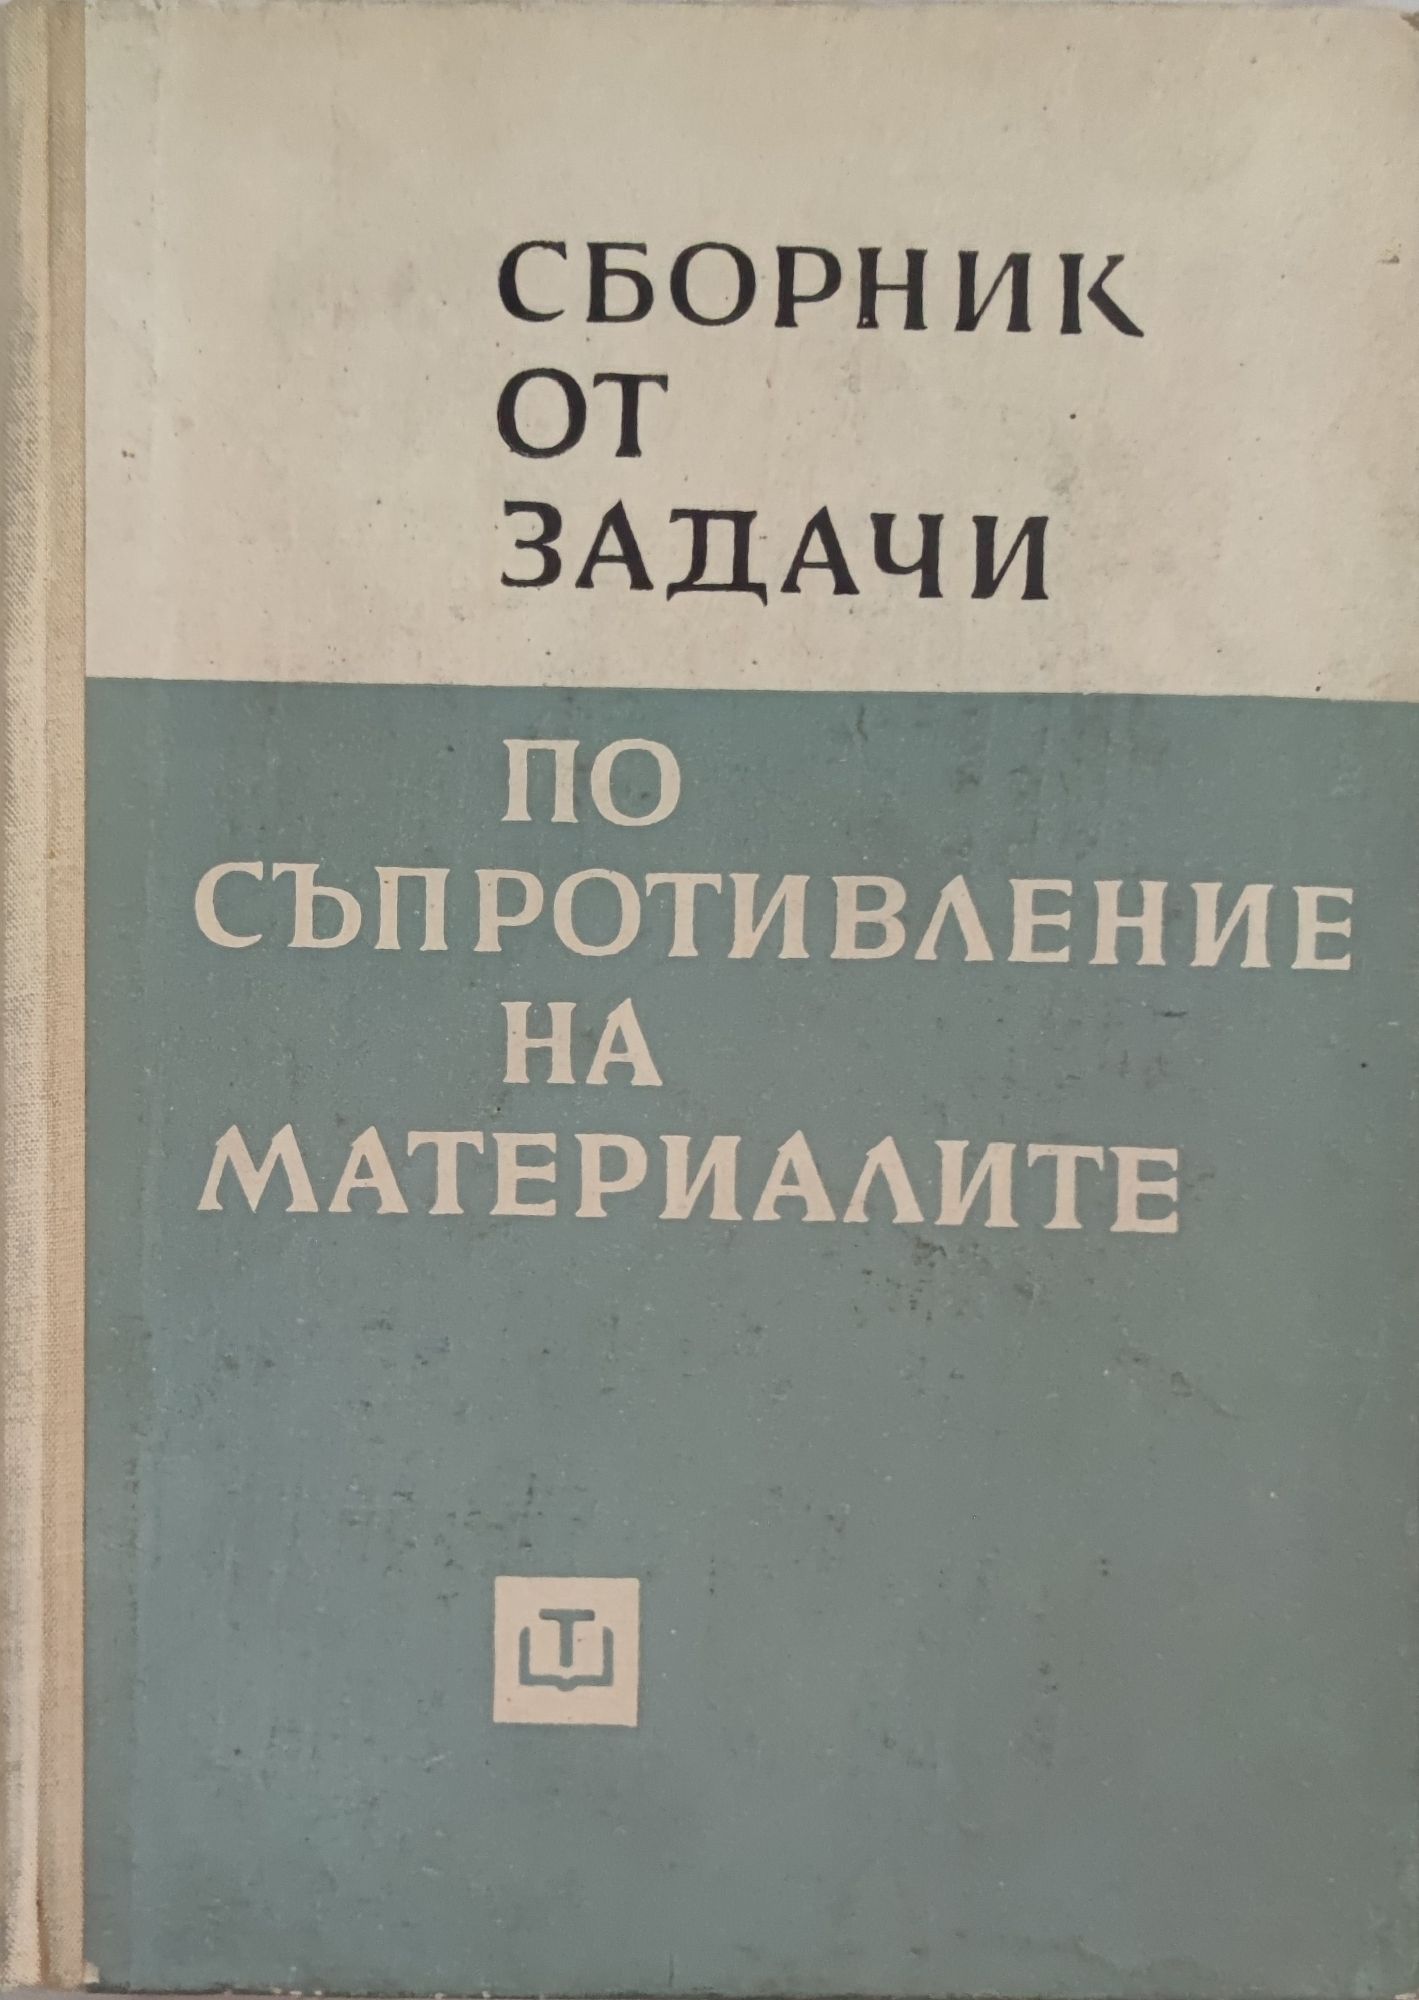 СБОРНИК
ОТ
ЗАДАЧИ
ПО
СЪПРОТИВЛЕНИЕ
НА
МАТЕРИАЛИТЕ
Т